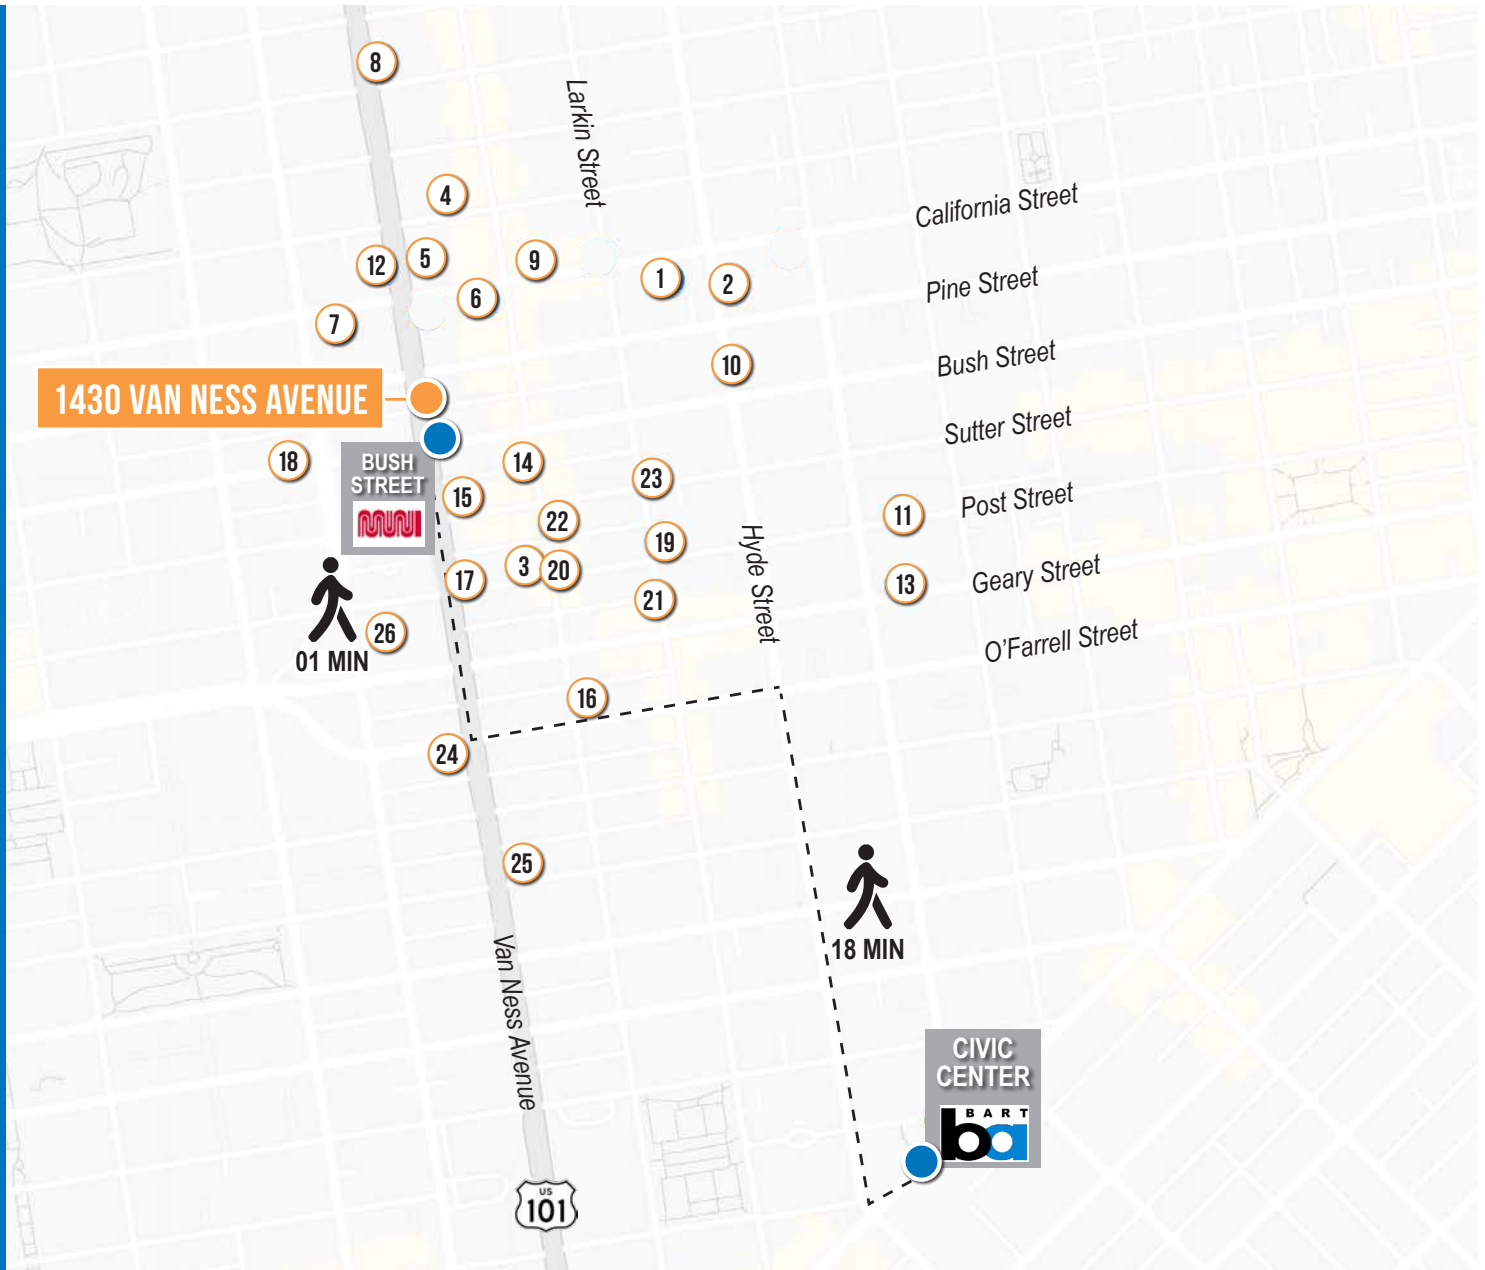 8
Larkin Street
4
California Street
12
5
9
1
2
Pine Street
6
7
10
Bush Street
1430 VAN NESS AVENUE
Sutter Street
18
BUSH
STREET
MUNI
14
15
23
22
11
Post Street
19
Hyde Street
3
20
17
13
Geary Street
21
26
01 MIN
O'Farrell Street
16
24
25
18 MIN
Van Ness Avenue
CIVIC
CENTER
BART
ba
US
101